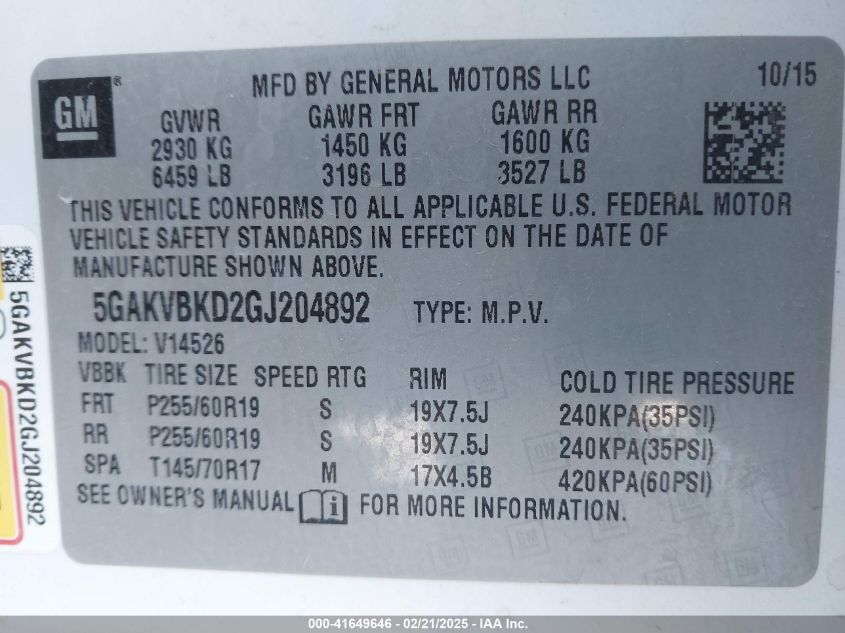 MFD BY GENERAL MOTORS LLC 10/15
GM®
GVWR GAWR FRT GAWR RR
2930 KG 1450 KG 1600 KG
6459 LB 3196 LB 3527 LB
THIS VEHICLE CONFORMS TO ALL APPLICABLE U.S. FEDERAL MOTOR
VEHICLE SAFETY STANDARDS IN EFFECT ON THE DATE OF
MANUFACTURE SHOWN ABOVE.
5GAKVBKD2GJ204892 TYPE: M.P.V.
MODEL: V14526
VBBK TIRE SIZE SPEED RTG RIM COLD TIRE PRESSURE
FRT P255/60R19 S 19X7.5J 240KPA(35PSI)
RR P255/60R19 S 19X7.5J 240KPA(35PSI)
SPA T145/70R17 M 17X4.5B 420KPA(60PSI)
SEE OWNER'S MANUAL i FOR MORE INFORMATION.
5GAKVBKD2GJ204892
000-41649646 - 02/21/2025 - IAA Inc.